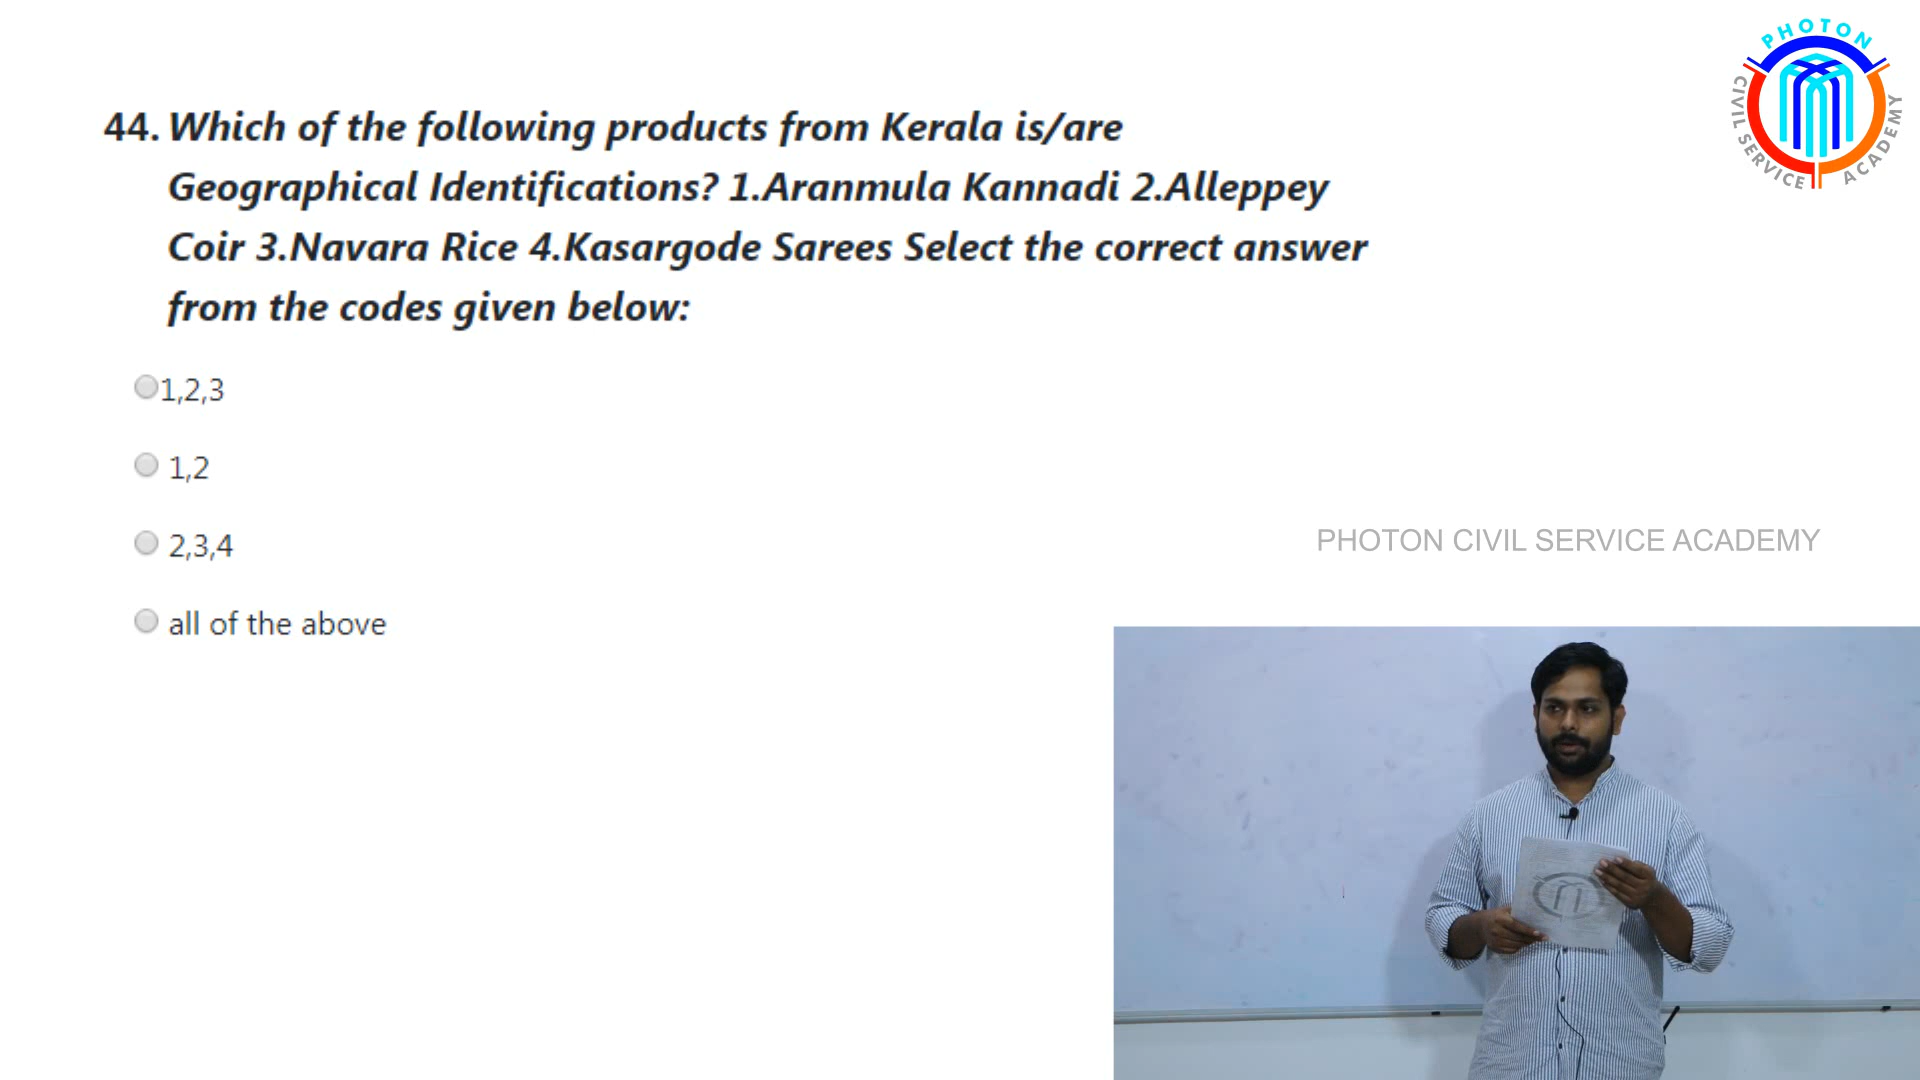 PHOTON
CIVIL SERVICE ACADEMY
44. Which of the following products from Kerala is/are
Geographical Identifications? 1.Aranmula Kannadi 2.Alleppey
Coir 3.Navara Rice 4.Kasargode Sarees Select the correct answer
from the codes given below:
1,2,3
1,2
2,3,4
all of the above
PHOTON CIVIL SERVICE ACADEMY